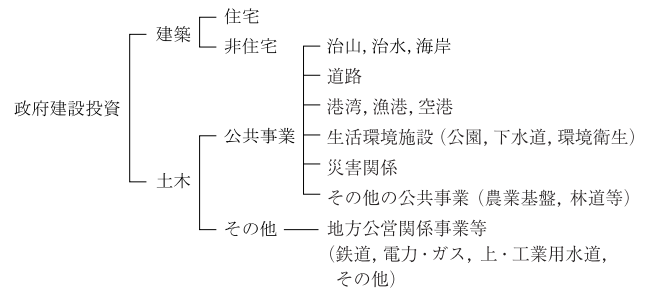 住宅
建築
非住宅
治山, 治水, 海岸
道路
政府建設投資
港湾, 漁港, 空港
公共事業
生活環境施設 (公園, 下水道, 環境衛生)
災害関係
土木
その他の公共事業 (農業基盤, 林道等)
その他
地方公営関係事業等
(鉄道, 電力・ガス, 上・工業用水道,
その他)